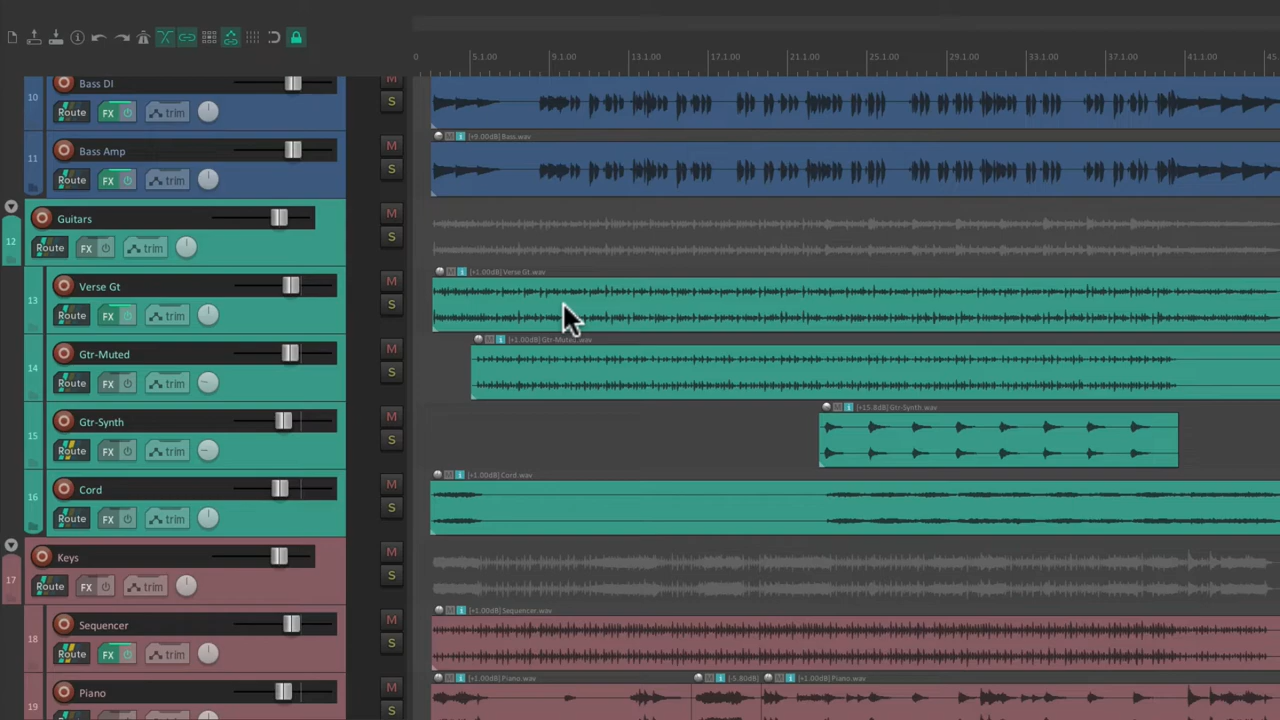 0 5.1.00 9.1.00 13.1.00 17.1.00 21.1.00 25.1.00 29.1.00 33.1.00 37.1.00 41.1.00 45.
10 Bass DI M
Route FX trim S
[+9.00dB] Bass.wav
11 Bass Amp M
Route FX trim S
12 Guitars M
Route FX trim S
M i [+1.00dB] Verse Gt.wav
13 Verse Gt M
Route FX trim S
M i [+1.00dB] Gtr-Muted.wav
14 Gtr-Muted M
Route FX trim S
M i [+15.8dB] Gtr-Synth.wav
15 Gtr-Synth M
Route FX trim S
M i [+1.00dB] Cord.wav
16 Cord M
Route FX trim S
17 Keys M
Route FX trim S
M i [+1.00dB] Sequencer.wav
18 Sequencer M
Route FX trim S
M i [+1.00dB] Piano.wav M i [-5.80dB] M i [+1.00dB] Piano.wav
19 Piano M
S